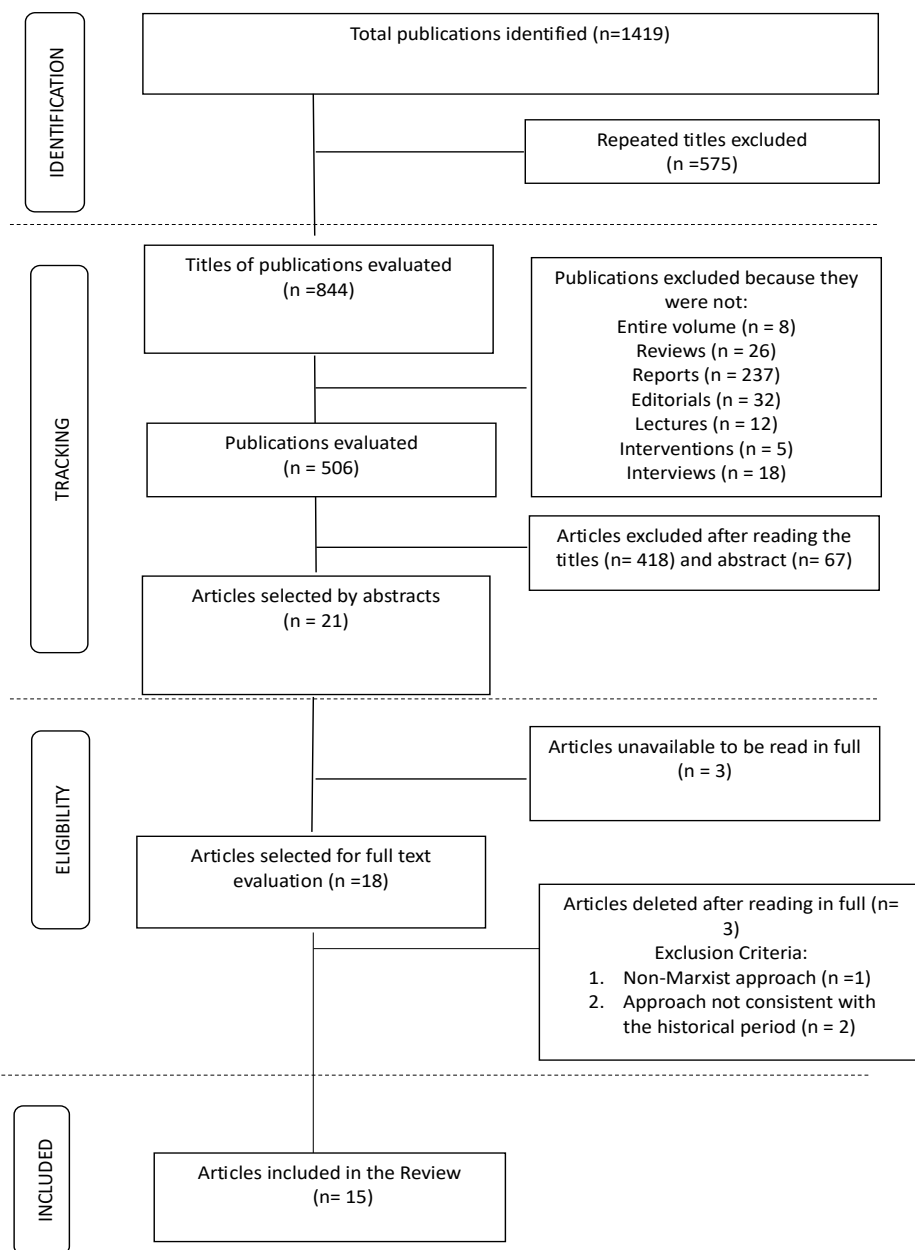 IDENTIFICATION
Total publications identified (n=1419)
Repeated titles excluded
(n =575)
TRACKING
Titles of publications evaluated
(n =844)
Publications excluded because they
were not:
Entire volume (n = 8)
Reviews (n = 26)
Reports (n = 237)
Editorials (n = 32)
Lectures (n = 12)
Interventions (n = 5)
Interviews (n = 18)
Publications evaluated
(n = 506)
Articles excluded after reading the
titles (n= 418) and abstract (n= 67)
Articles selected by abstracts
(n = 21)
ELIGIBILITY
Articles unavailable to be read in full
(n = 3)
Articles selected for full text
evaluation (n =18)
Articles deleted after reading in full (n=
3)
Exclusion Criteria:
1. Non-Marxist approach (n =1)
2. Approach not consistent with
the historical period (n = 2)
INCLUDED
Articles included in the Review
(n= 15)